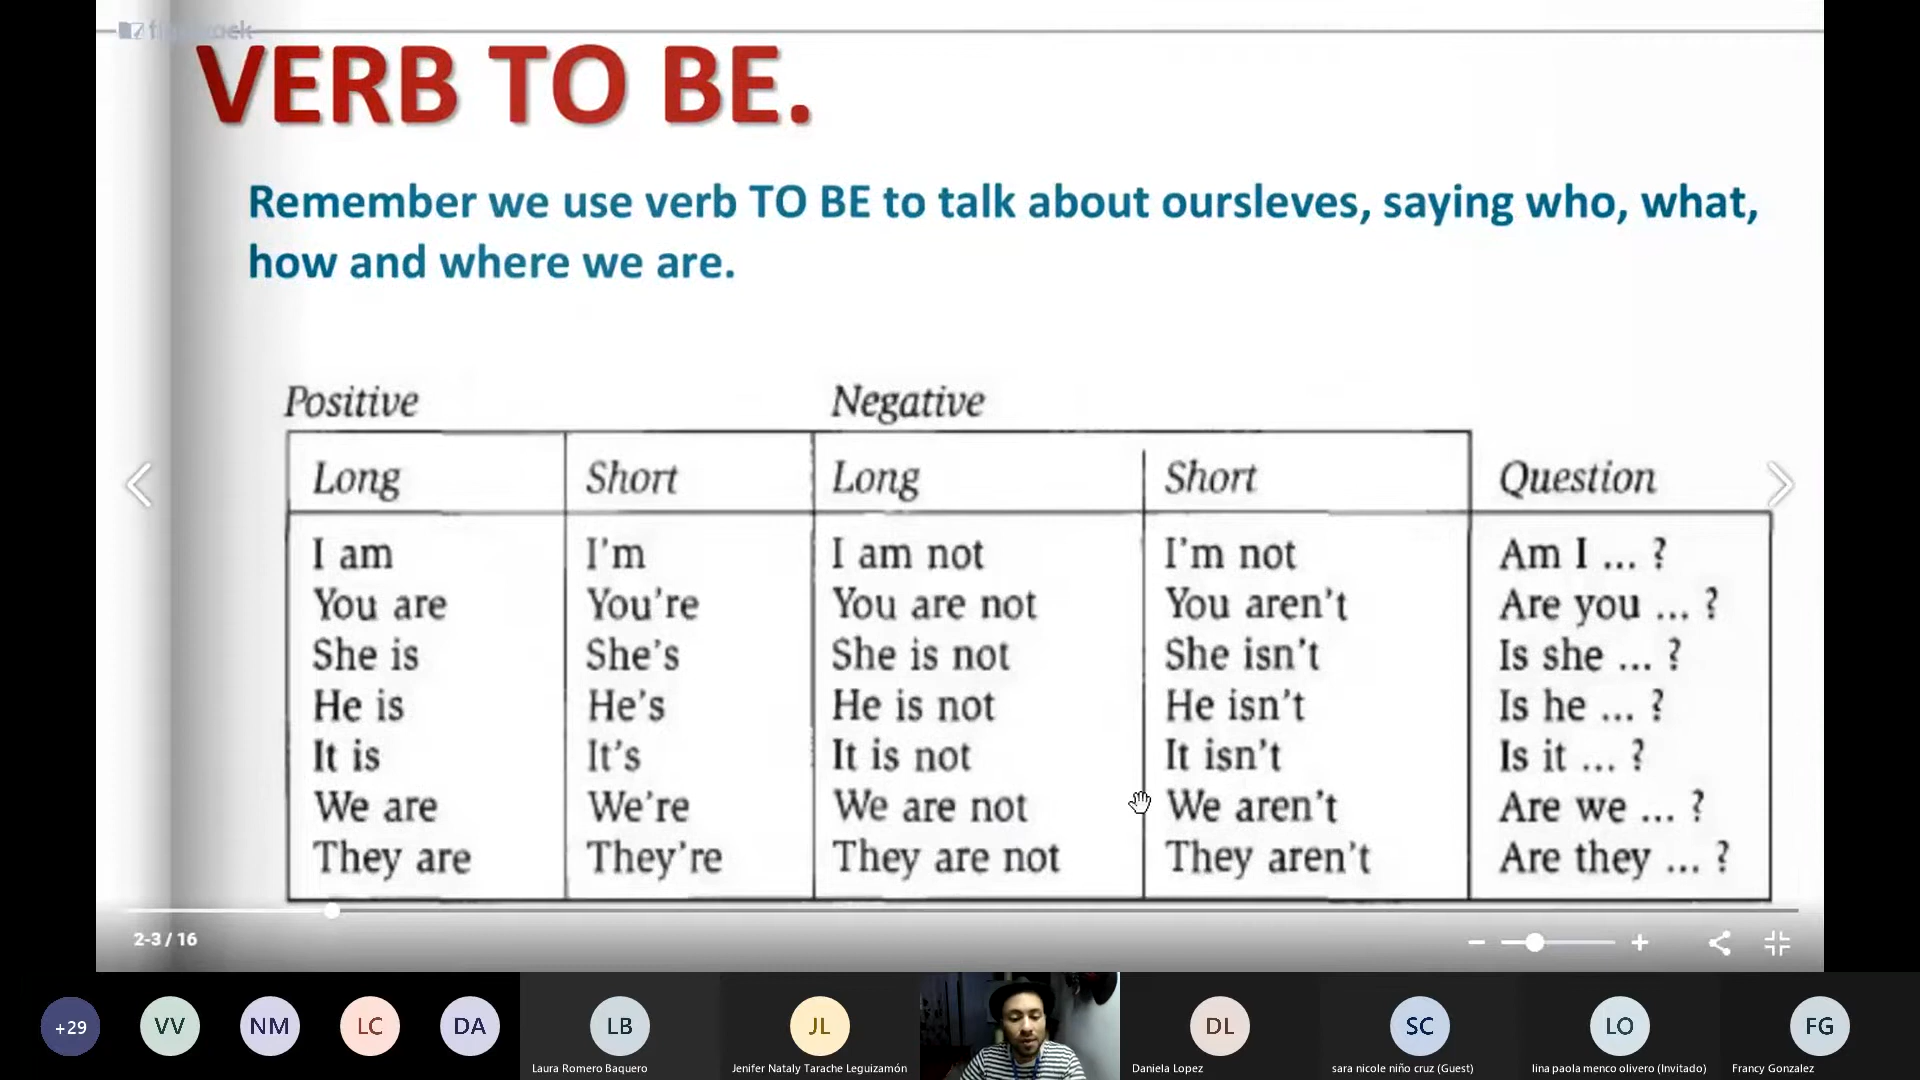 VERB TO BE.
Remember we use verb TO BE to talk about oursleves, saying who, what,
how and where we are.
Positive Negative
Long Short Long Short Question
I am I'm I am not I'm not Am I ... ?
You are You're You are not You aren't Are you ... ?
She is She's She is not She isn't Is she ... ?
He is He's He is not He isn't Is he ... ?
It is It's It is not It isn't Is it ... ?
We are We're We are not We aren't Are we ... ?
They are They're They are not They aren't Are they ... ?
2-3 / 16
+29 VV NM LC DA LB JL DL SC LO FG
Laura Romero Baquero Jenifer Nataly Tarache Leguizamón Daniela Lopez sara nicole niño cruz (Guest) lina paola menco olivero (Invitado) Francy Gonzalez